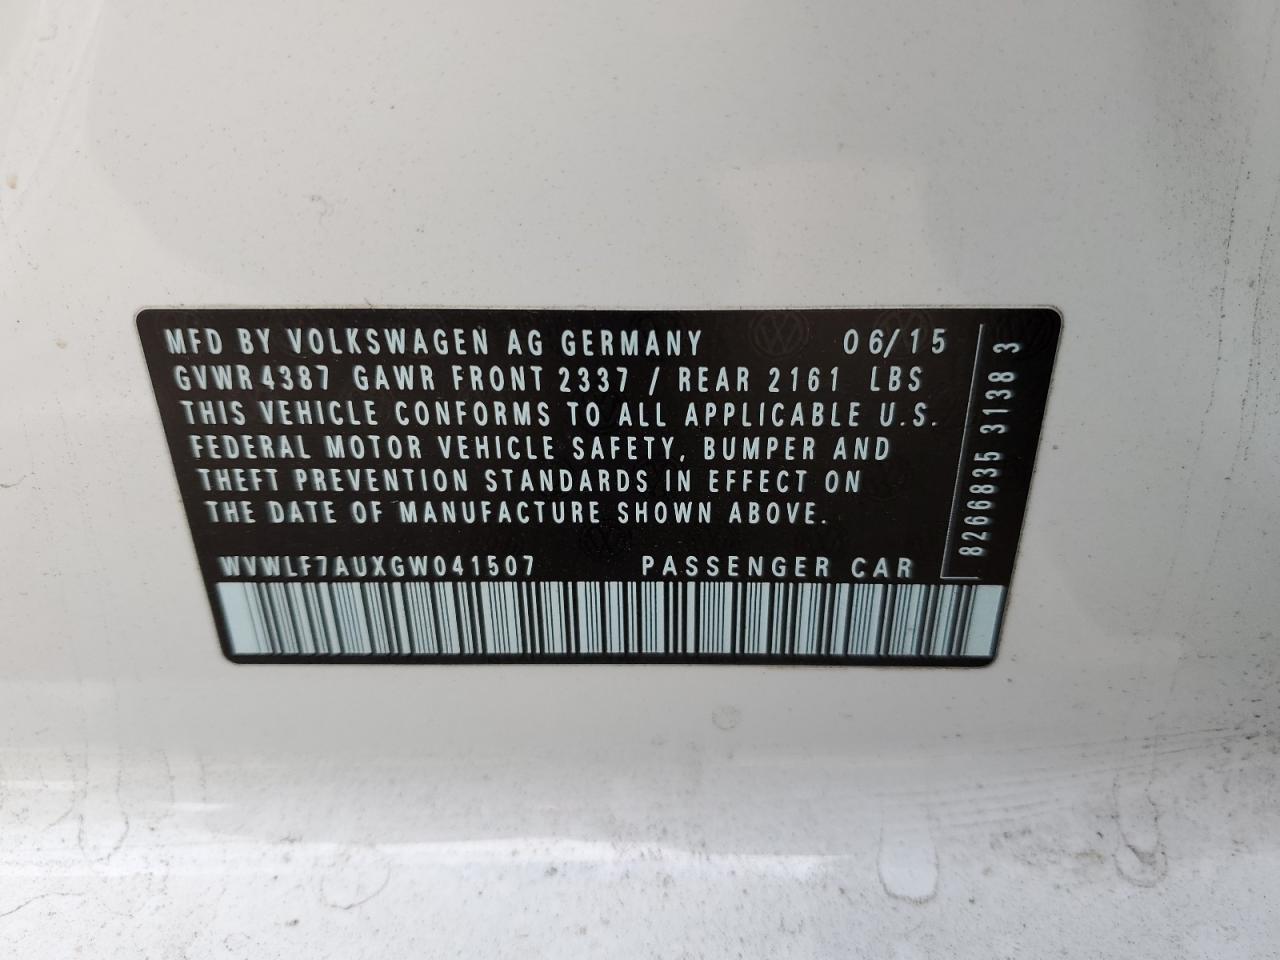 MFD BY VOLKSWAGEN AG GERMANY 06/15
GVWR 4387 GAWR FRONT 2337 / REAR 2161 LBS
THIS VEHICLE CONFORMS TO ALL APPLICABLE U.S.
FEDERAL MOTOR VEHICLE SAFETY, BUMPER AND
THEFT PREVENTION STANDARDS IN EFFECT ON
THE DATE OF MANUFACTURE SHOWN ABOVE.
WVWLF7AUXGW041507 PASSENGER CAR
8266835 3138 3